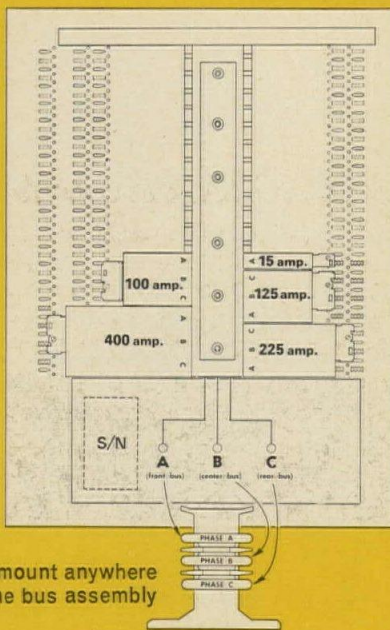 A
B
C
100 amp.
A
B
C
400 amp.
A
15 amp.
C
B
A
125 amp.
C
B
A
225 amp.
S/N
A B C
(front bus) (center bus) (rear bus)
PHASE A
PHASE B
PHASE C
mount anywhere
ne bus assembly